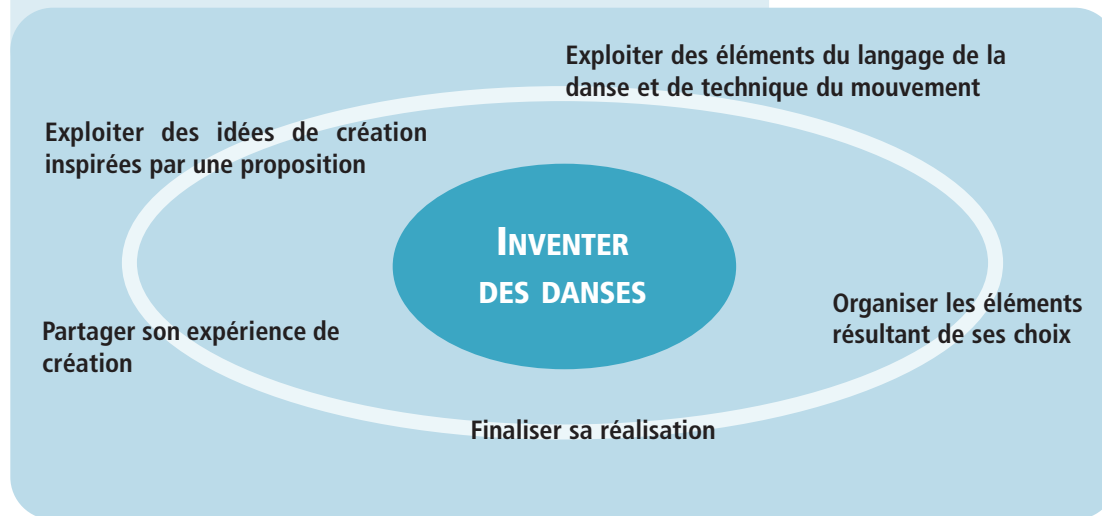 Exploiter des éléments du langage de la
danse et de technique du mouvement
Exploiter des idées de création
inspirées par une proposition
INVENTER
DES DANSES
Organiser les éléments
résultant de ses choix
Partager son expérience de
création
Finaliser sa réalisation